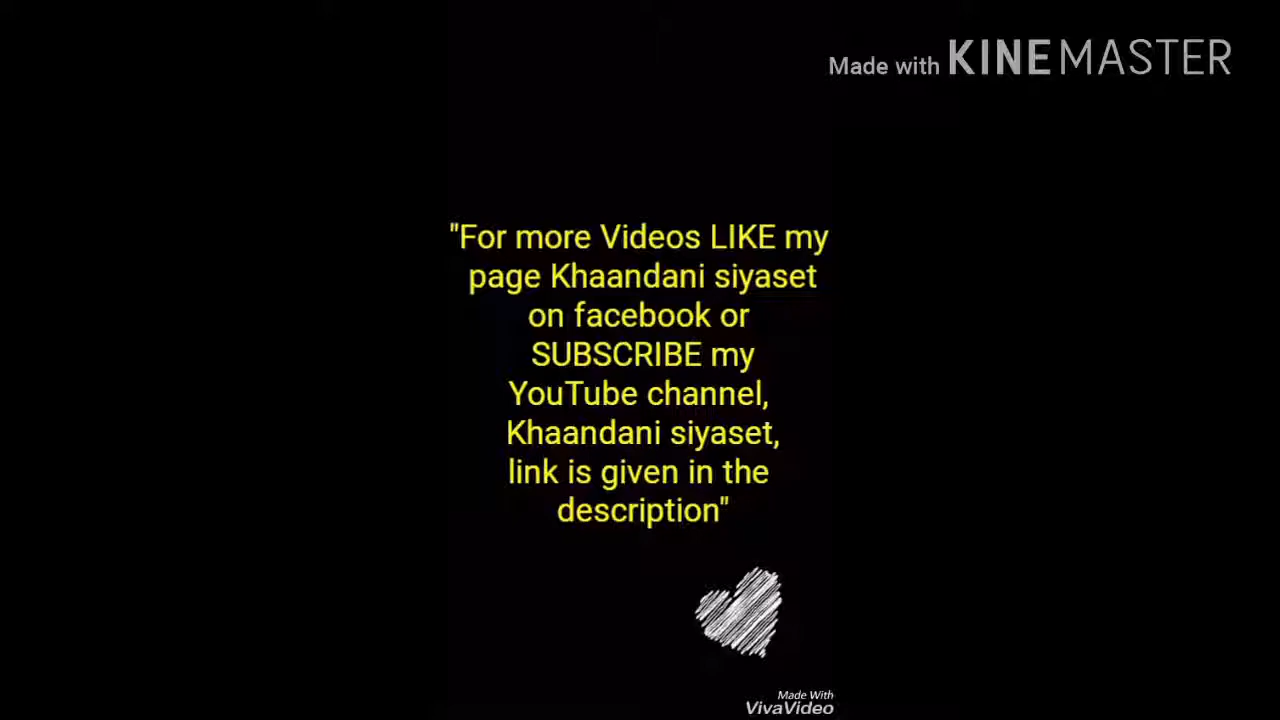 Made with KINEMASTER
"For more Videos LIKE my
page Khaandani siyaset
on facebook or
SUBSCRIBE my
YouTube channel,
Khaandani siyaset,
link is given in the
description"
Made With
VivaVideo